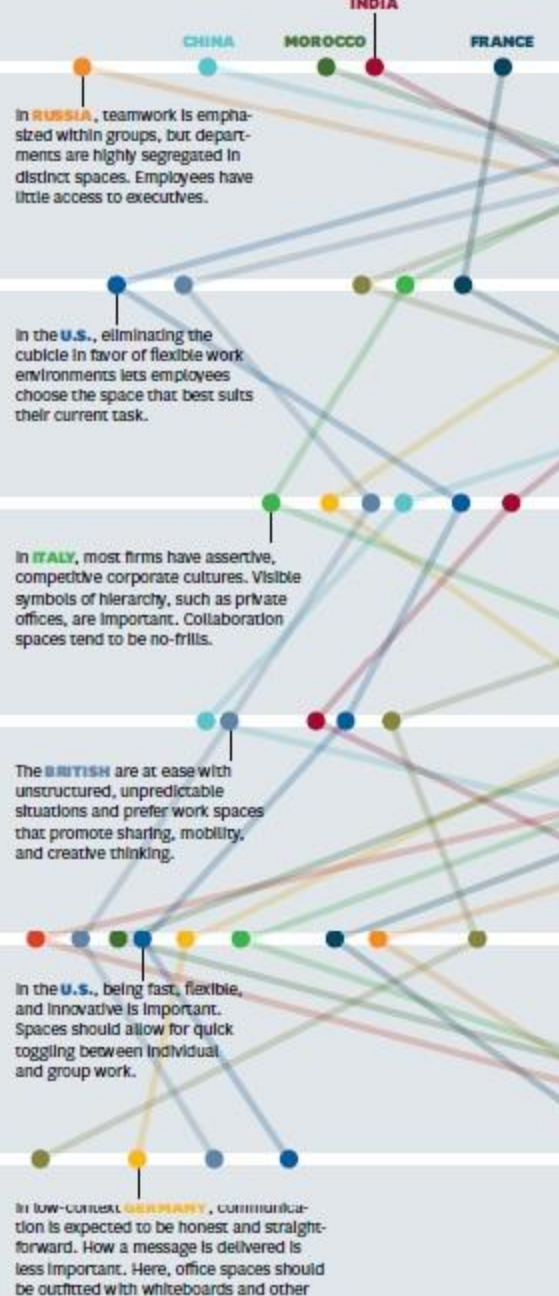 INDIA
CHINA
MOROCCO
FRANCE
In RUSSIA, teamwork is empha-
sized within groups, but depart-
ments are highly segregated in
distinct spaces. Employees have
little access to executives.
In the U.S., eliminating the
cubicle in favor of flexible work
environments lets employees
choose the space that best suits
their current task.
In ITALY, most firms have assertive,
competitive corporate cultures. Visible
symbols of hierarchy, such as private
offices, are important. Collaboration
spaces tend to be no-frills.
The BRITISH are at ease with
unstructured, unpredictable
situations and prefer work spaces
that promote sharing, mobility,
and creative thinking.
In the U.S., being fast, flexible,
and innovative is important.
Spaces should allow for quick
toggling between individual
and group work.
In low-context GERMANY, communica-
tion is expected to be honest and straight-
forward. How a message is delivered is
less important. Here, office spaces should
be outfitted with whiteboards and other